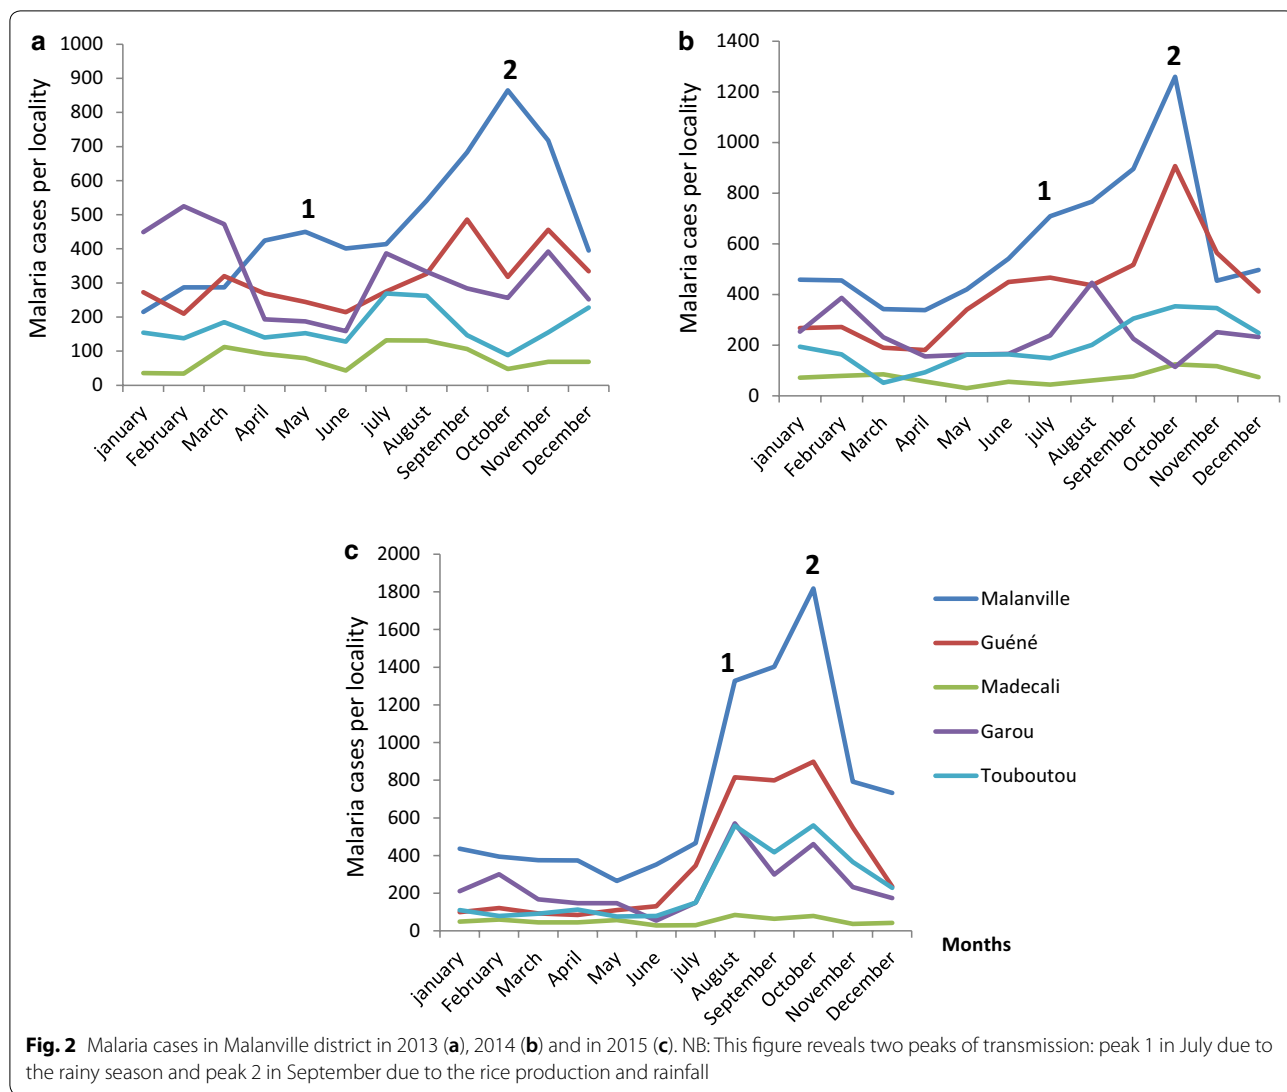 a
Malaria cases per locality
1000
900
800
700
600
500
400
300
200
100
0
1
2
january
February
March
April
May
June
july
August
September
October
November
December
b
Malaria caes per locality
1400
1200
1000
800
600
400
200
0
1
2
january
February
March
April
May
June
july
August
September
October
November
December
c
Malaria cases per locality
2000
1800
1600
1400
1200
1000
800
600
400
200
0
1
2
january
February
March
April
May
June
july
August
September
October
November
December
Months
Malanville
Guéné
Madecali
Garou
Touboutou
Fig. 2 Malaria cases in Malanville district in 2013 (a), 2014 (b) and in 2015 (c). NB: This figure reveals two peaks of transmission: peak 1 in July due to
the rainy season and peak 2 in September due to the rice production and rainfall